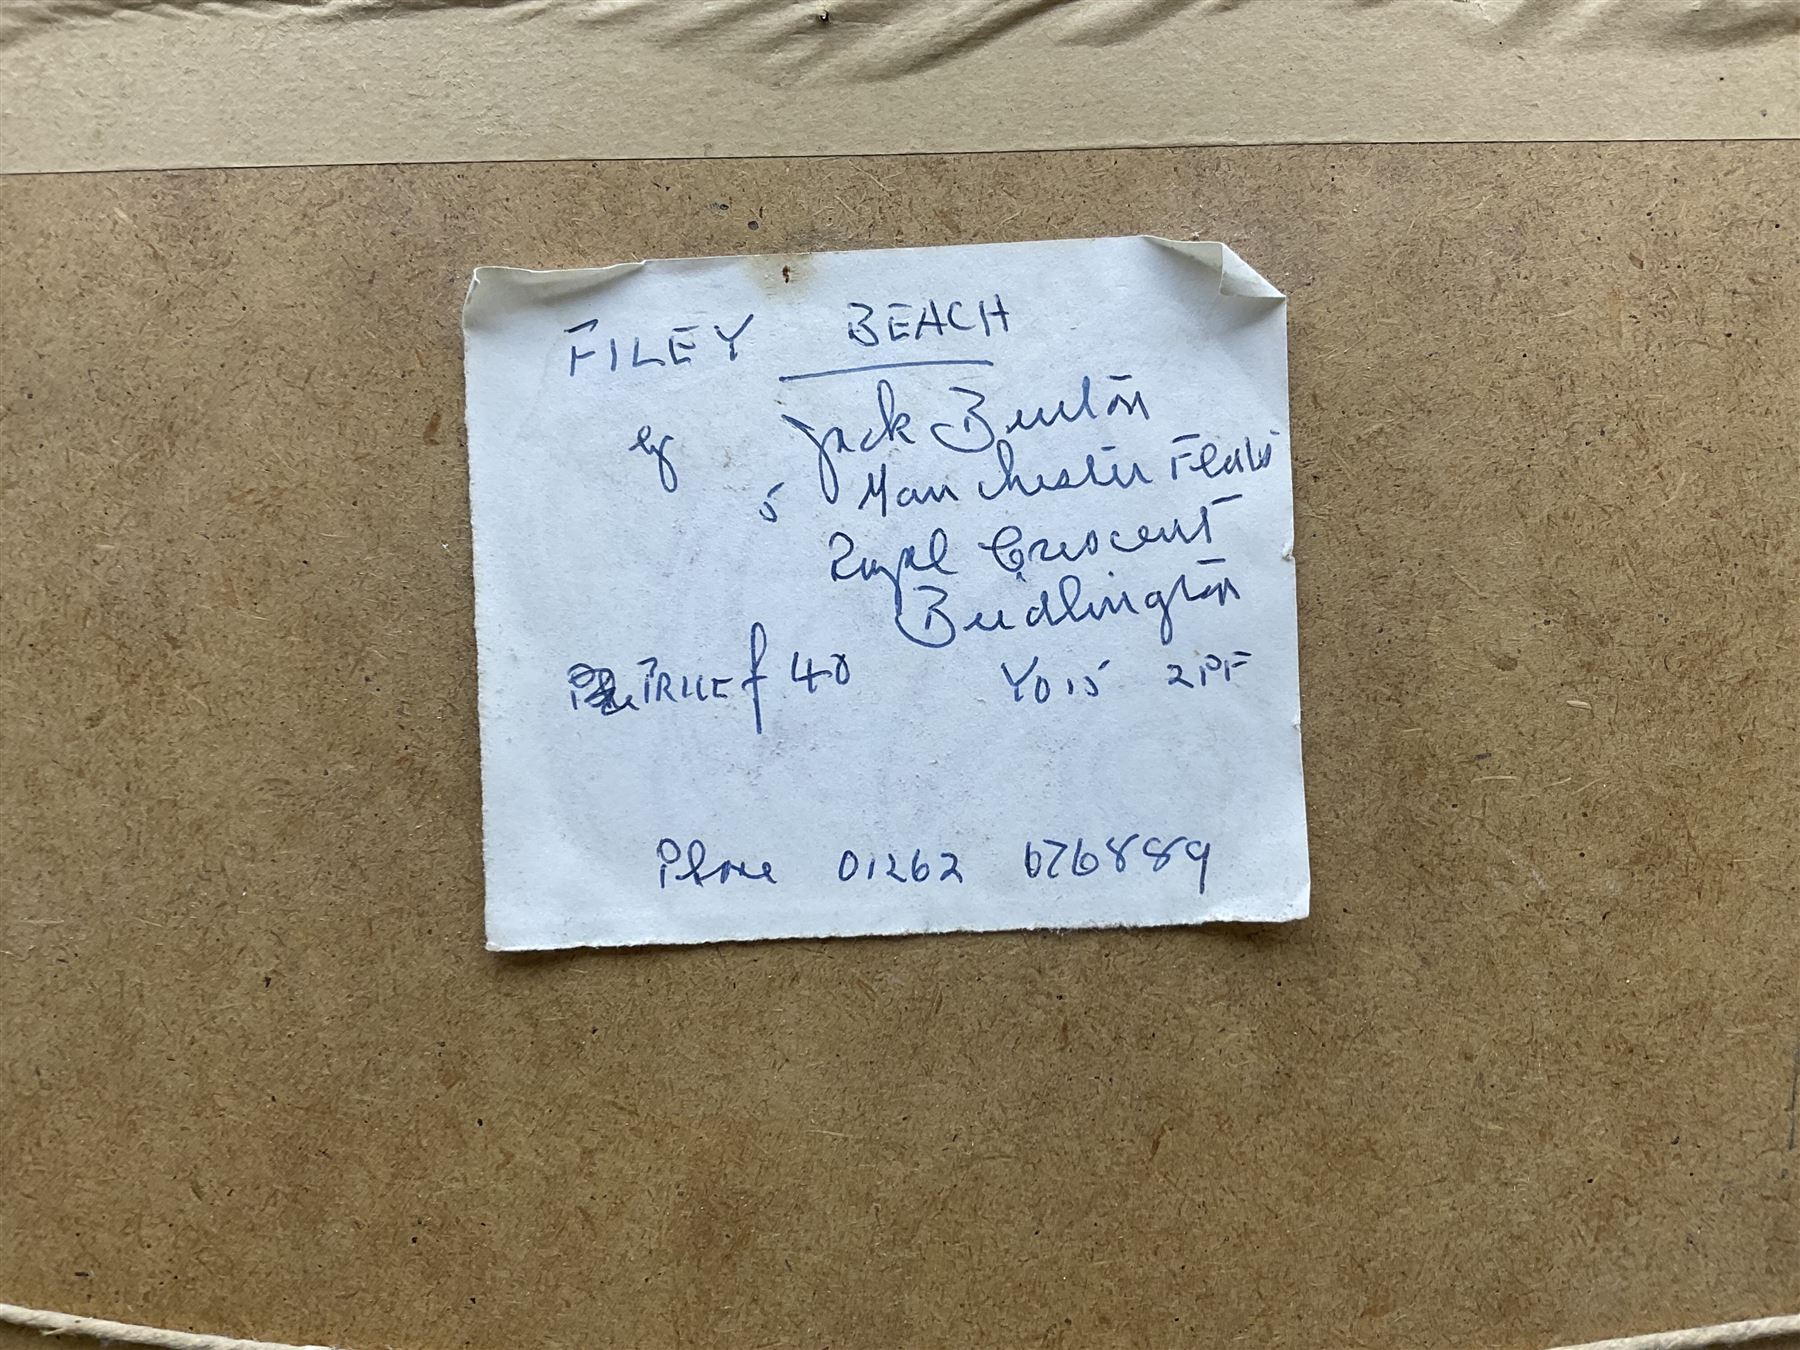 FILEY BEACH
by Jack Burton
5 Manchester Flats
Royal Crescent
Bridlington
PRICE £40 YO15 2PF
Phone 01262 676889